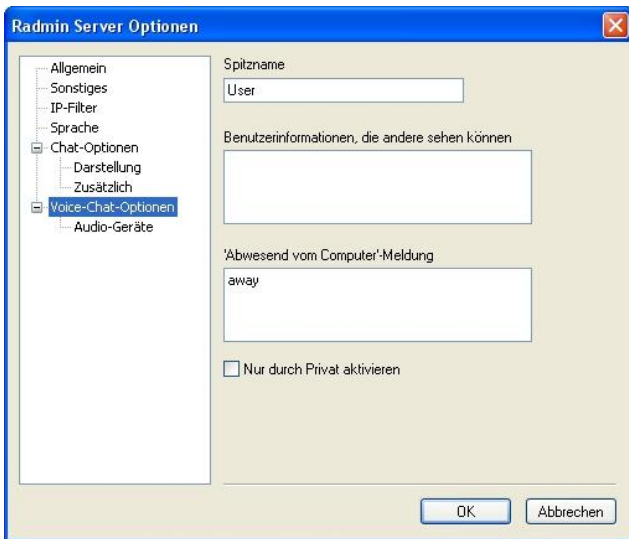 Radmin Server Optionen
Allgemein
Sonstiges
IP-Filter
Sprache
Chat-Optionen
Darstellung
Zusätzlich
Voice-Chat-Optionen
Audio-Geräte
Spitzname
User
Benutzerinformationen, die andere sehen können
'Abwesend vom Computer'-Meldung
away
Nur durch Privat aktivieren
OK
Abbrechen